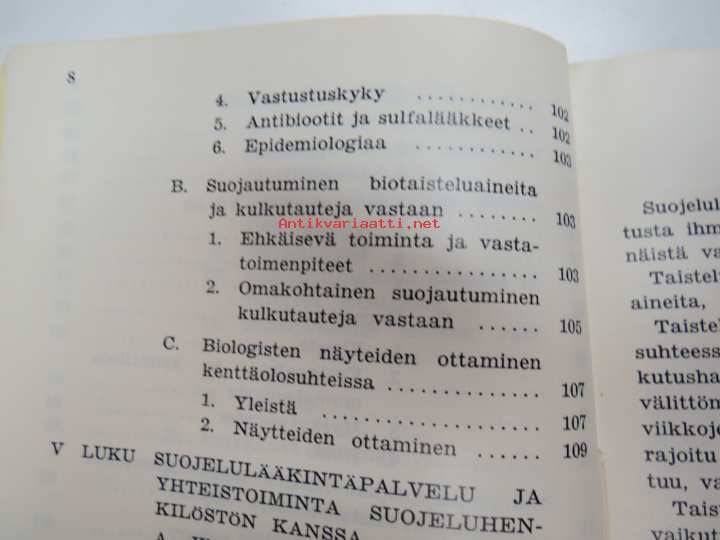 8
4. Vastustuskyky ............ 102
5. Antibiootit ja sulfalääkkeet .. 102
6. Epidemiologiaa ............ 103
B. Suojautuminen biotaisteluaineita
ja kulkutauteja vastaan ........ 103
Antikvariaatti.net
1. Ehkäisevä toiminta ja vasta-
toimenpiteet ............... 103
2. Omakohtainen suojautuminen
kulkutauteja vastaan ...... 105
C. Biologisten näyteiden ottaminen
kenttäolosuhteissa ............. 107
1. Yleistä .................. 107
2. Näytteiden ottaminen ...... 109
V LUKU SUOJELULÄÄKINTÄPALVELU JA
YHTEISTOIMINTA SUOJELUHEN-
KILÖSTÖN KANSSA
Suojelul
tusta ihm
näistä va
Taistel
aineita,
Taistel
suhteess
kutusha
välittöm
viikkoje
rajoitu
tuu, va
Taist
vaikut